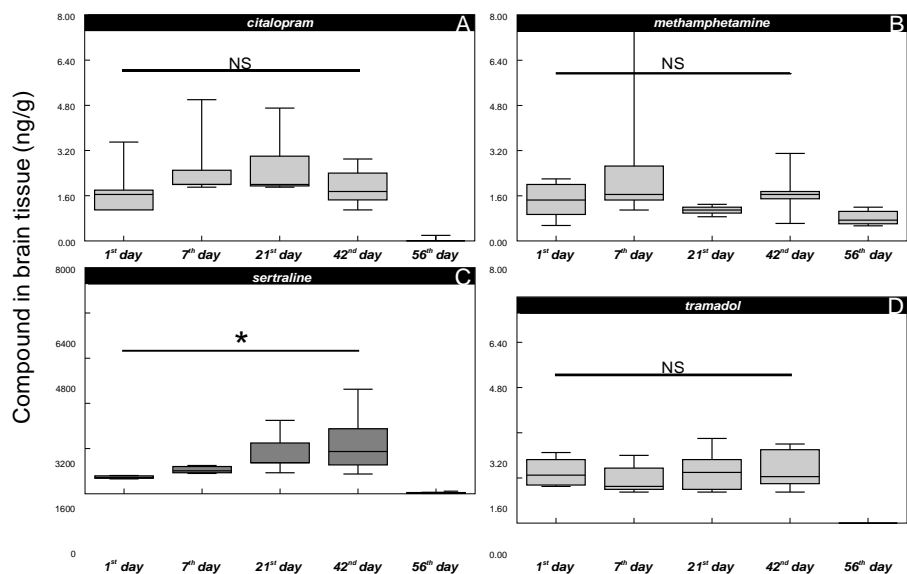 Compound in brain tissue (ng/g)
citalopram A
8.00
6.40
4.80
3.20
1.60
0.00
NS
1st day 7th day 21st day 42nd day 56th day
methamphetamine B
8.00
6.40
4.80
3.20
1.60
0.00
NS
1st day 7th day 21st day 42nd day 56th day
sertraline C
8000
6400
4800
3200
1600
0
*
1st day 7th day 21st day 42nd day 56th day
tramadol D
8.00
6.40
4.80
3.20
1.60
0.00
NS
1st day 7th day 21st day 42nd day 56th day